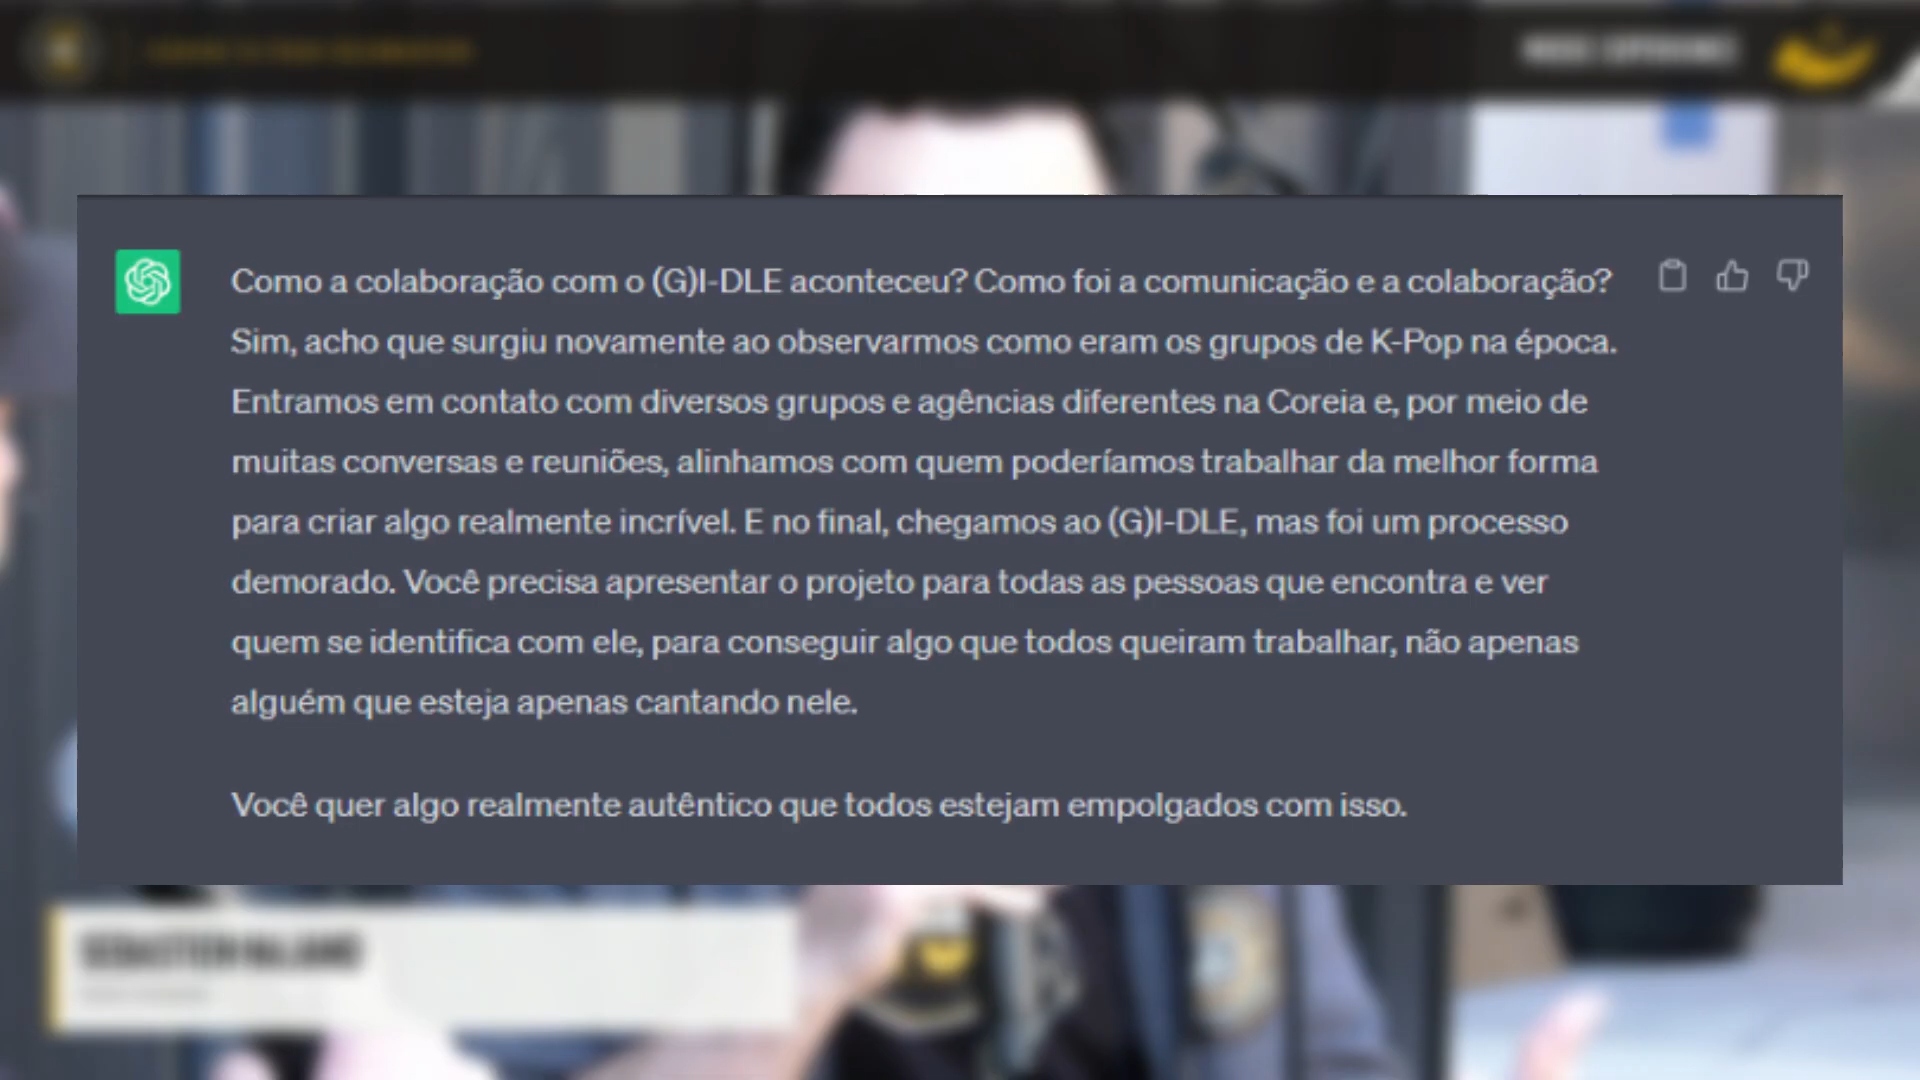 Como a colaboração com o (G)I-DLE aconteceu? Como foi a comunicação e a colaboração?
Sim, acho que surgiu novamente ao observarmos como eram os grupos de K-Pop na época.
Entramos em contato com diversos grupos e agências diferentes na Coreia e, por meio de
muitas conversas e reuniões, alinhamos com quem poderíamos trabalhar da melhor forma
para criar algo realmente incrível. E no final, chegamos ao (G)I-DLE, mas foi um processo
demorado. Você precisa apresentar o projeto para todas as pessoas que encontra e ver
quem se identifica com ele, para conseguir algo que todos queiram trabalhar, não apenas
alguém que esteja apenas cantando nele.
Você quer algo realmente autêntico que todos estejam empolgados com isso.